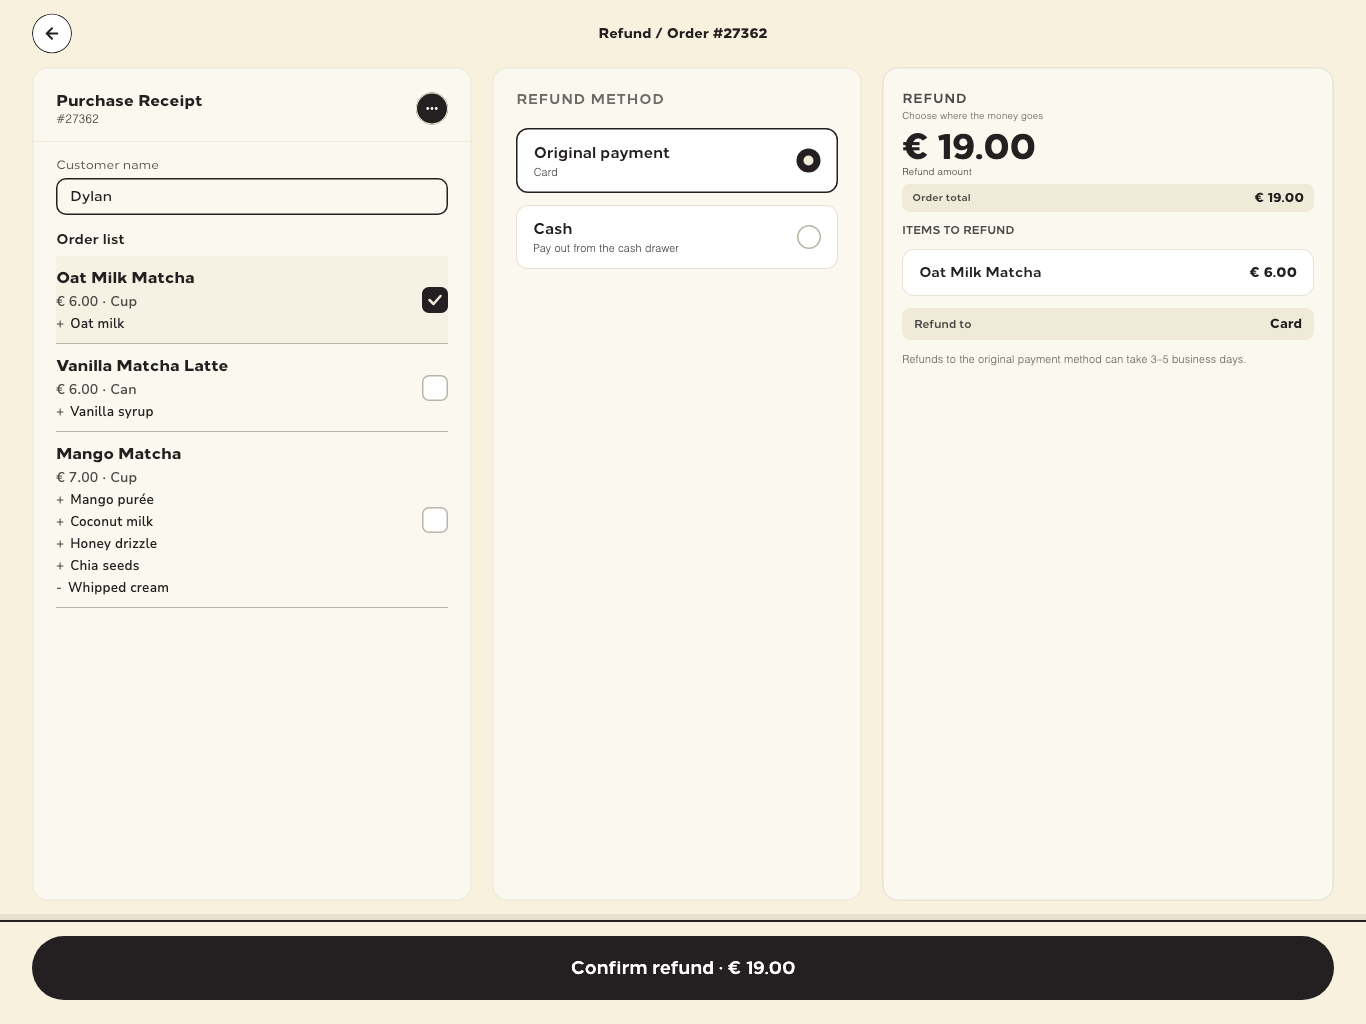 Refund / Order #27362
Purchase Receipt
#27362
Customer name
Dylan
Order list
Oat Milk Matcha
€ 6.00 · Cup
+ Oat milk
Vanilla Matcha Latte
€ 6.00 · Can
+ Vanilla syrup
Mango Matcha
€ 7.00 · Cup
+ Mango purée
+ Coconut milk
+ Honey drizzle
+ Chia seeds
- Whipped cream
REFUND METHOD
Original payment
Card
Cash
Pay out from the cash drawer
REFUND
Choose where the money goes
€ 19.00
Refund amount
Order total € 19.00
ITEMS TO REFUND
Oat Milk Matcha € 6.00
Refund to Card
Refunds to the original payment method can take 3–5 business days.
Confirm refund · € 19.00